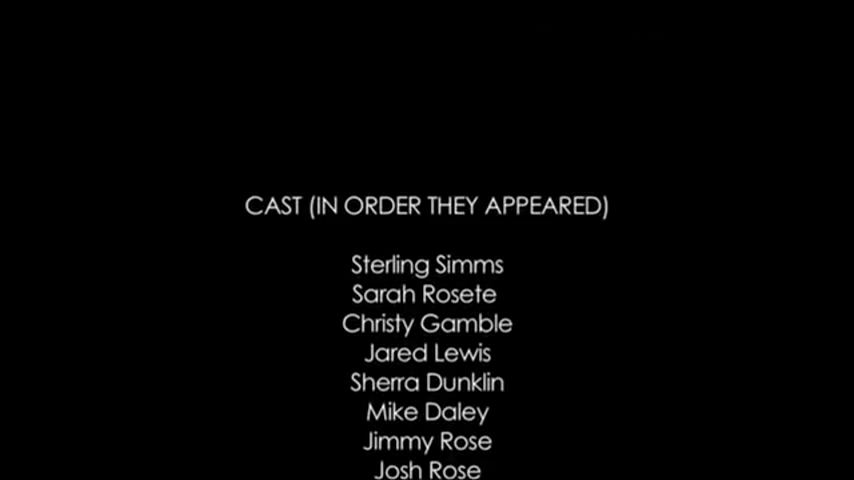 CAST (IN ORDER THEY APPEARED)
Sterling Simms
Sarah Rosete
Christy Gamble
Jared Lewis
Sherra Dunklin
Mike Daley
Jimmy Rose
Josh Rose